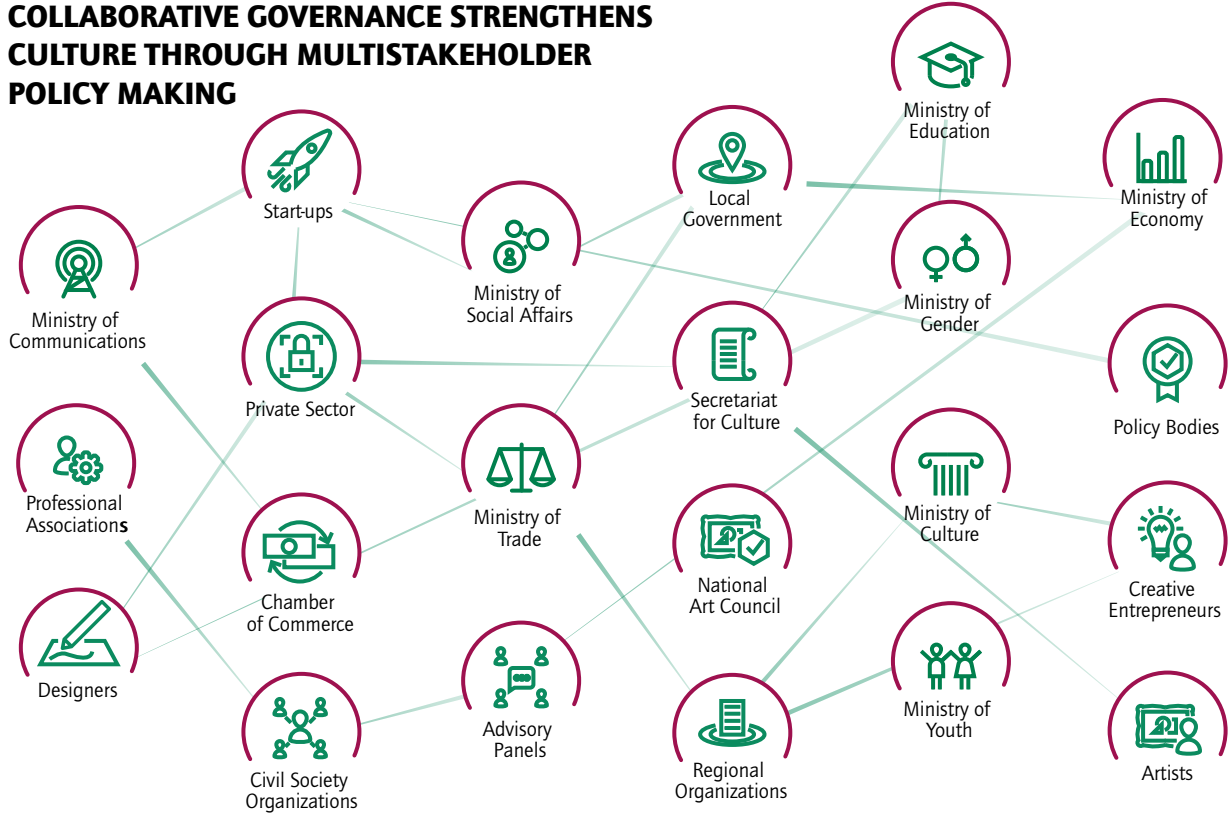 COLLABORATIVE GOVERNANCE STRENGTHENS
CULTURE THROUGH MULTISTAKEHOLDER
POLICY MAKING
Ministry of
Education
Start-ups
Local
Government
Ministry of
Economy
Ministry of
Communications
Ministry of
Social Affairs
Ministry of
Gender
Private Sector
Secretariat
for Culture
Policy Bodies
Professional
Associations
Ministry of
Trade
Ministry of
Culture
Chamber
of Commerce
National
Art Council
Creative
Entrepreneurs
Designers
Advisory
Panels
Ministry of
Youth
Civil Society
Organizations
Regional
Organizations
Artists